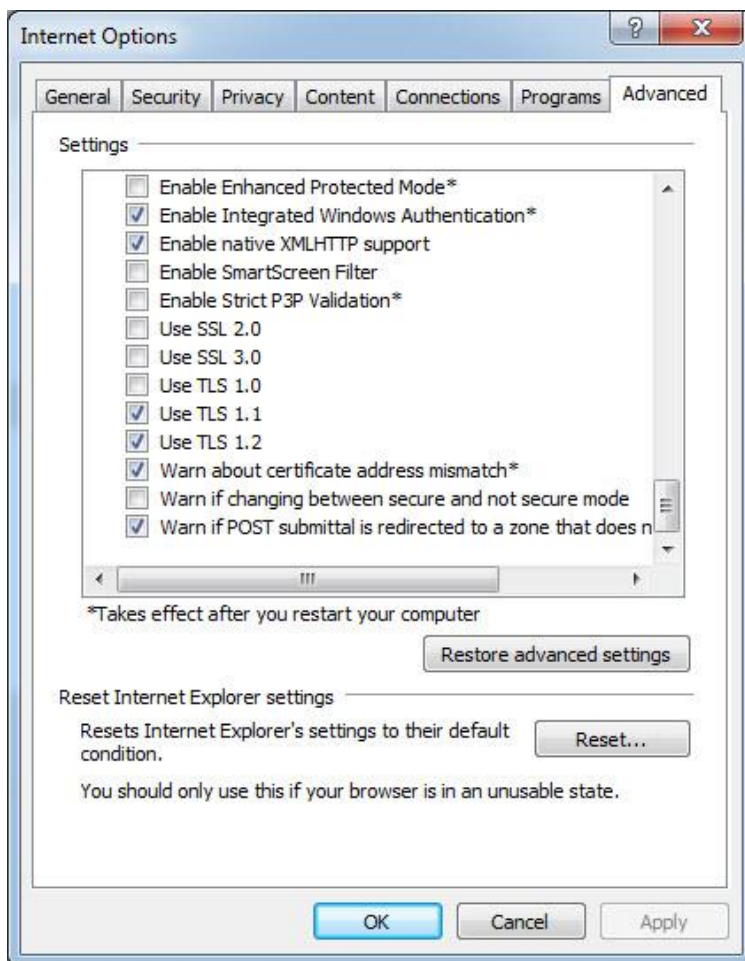 Internet Options
General Security Privacy Content Connections Programs Advanced
Settings
Enable Enhanced Protected Mode*
Enable Integrated Windows Authentication*
Enable native XMLHTTP support
Enable SmartScreen Filter
Enable Strict P3P Validation*
Use SSL 2.0
Use SSL 3.0
Use TLS 1.0
Use TLS 1.1
Use TLS 1.2
Warn about certificate address mismatch*
Warn if changing between secure and not secure mode
Warn if POST submittal is redirected to a zone that does n
*Takes effect after you restart your computer
Restore advanced settings
Reset Internet Explorer settings
Resets Internet Explorer's settings to their default
condition.
Reset...
You should only use this if your browser is in an unusable state.
OK Cancel Apply